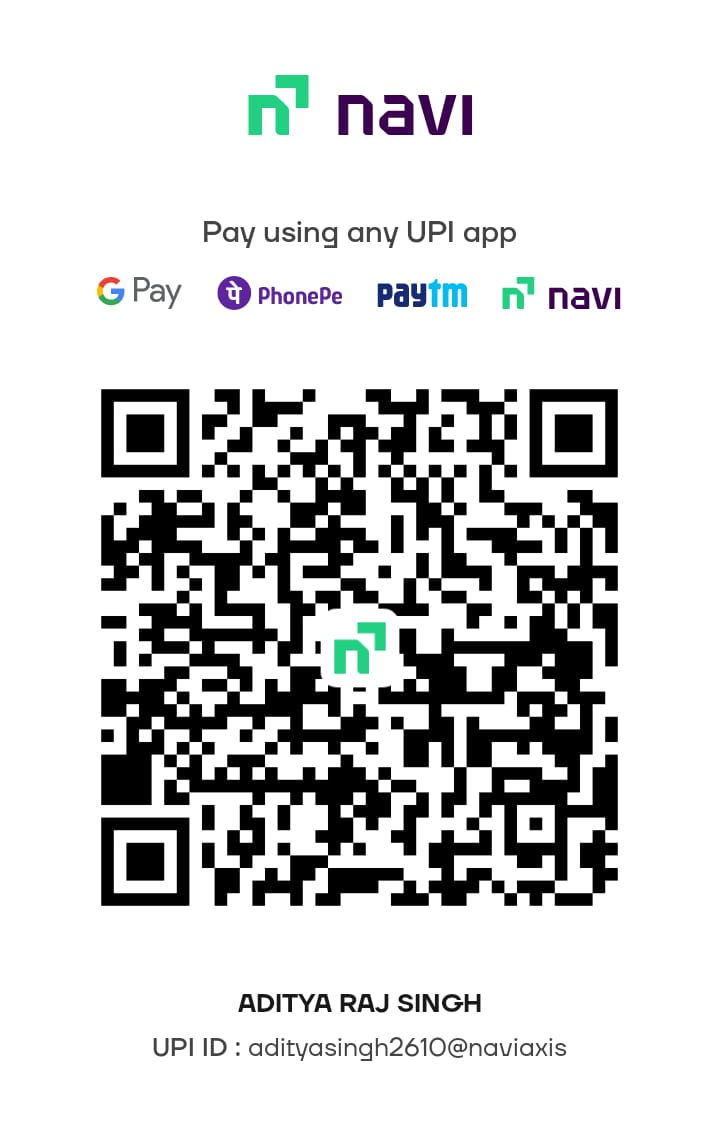 navi
Pay using any UPI app
G Pay पे PhonePe paytm navi
ADITYA RAJ SINGH
UPI ID : adityasingh2610@naviaxis